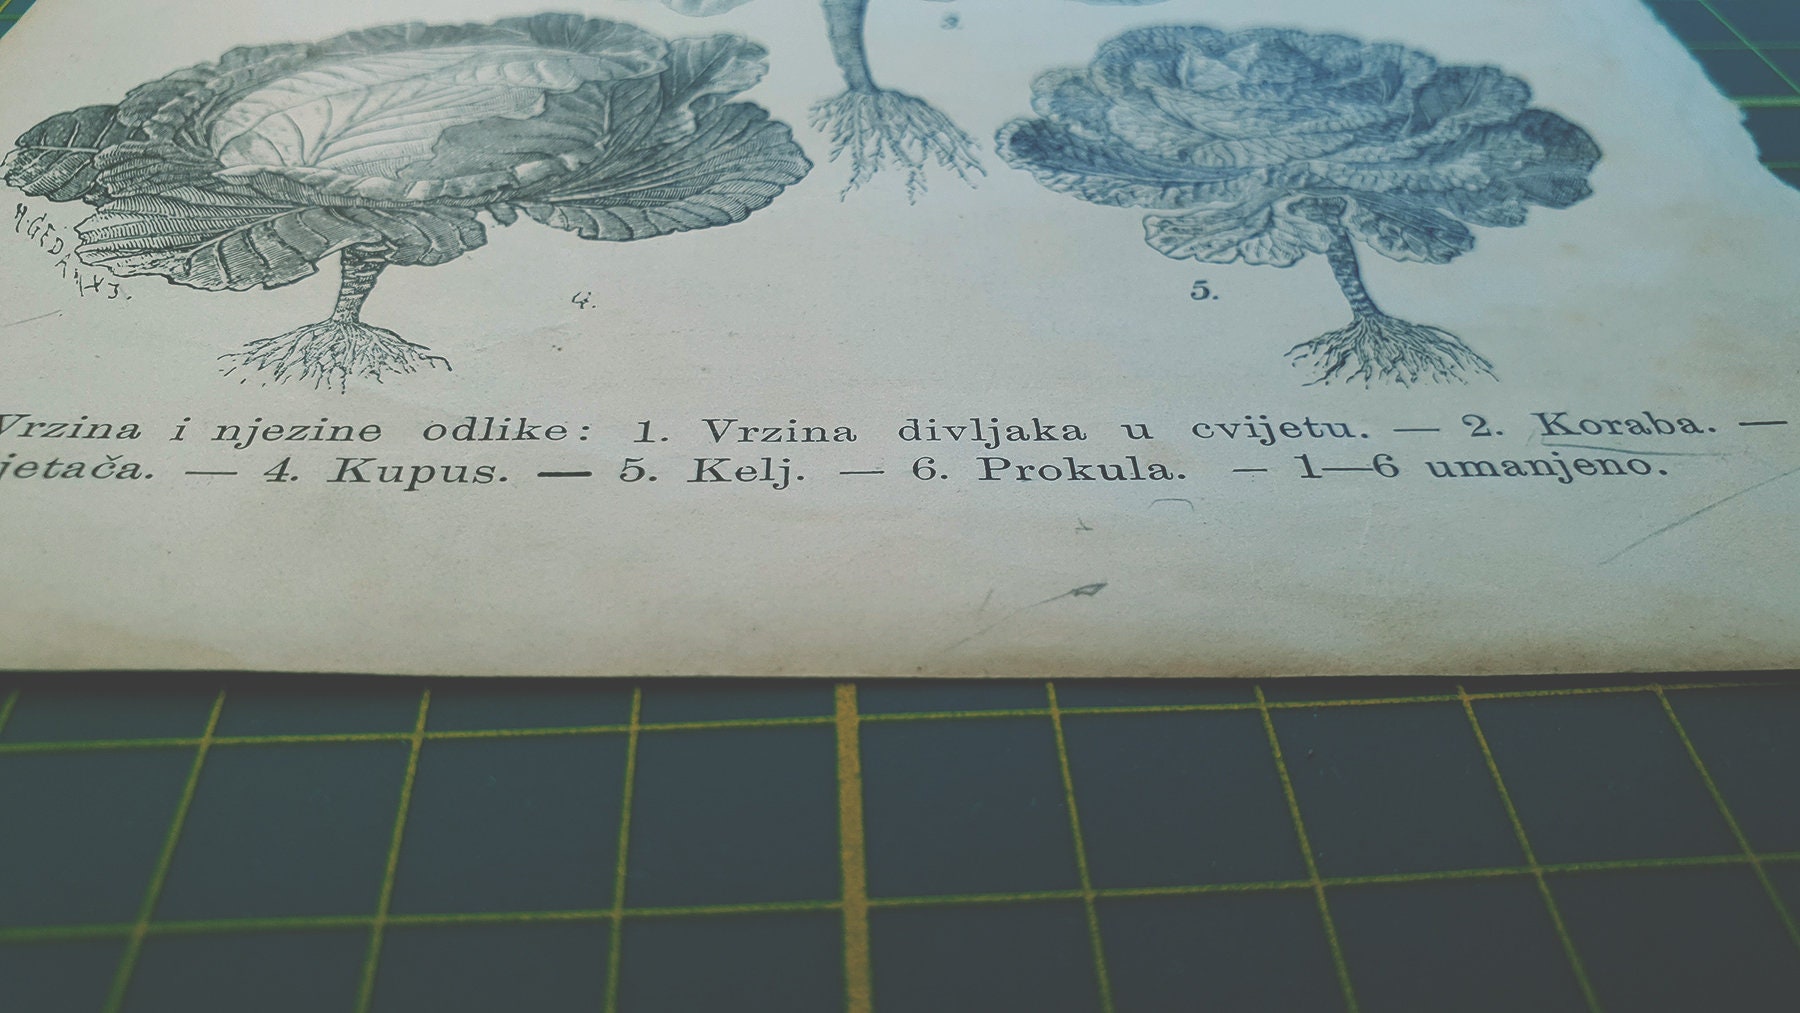 3.
4.
5.
Vrzina i njezine odlike: 1. Vrzina divljaka u cvijetu. — 2. Koraba. —
jetača. — 4. Kupus. — 5. Kelj. — 6. Prokula. — 1—6 umanjeno.